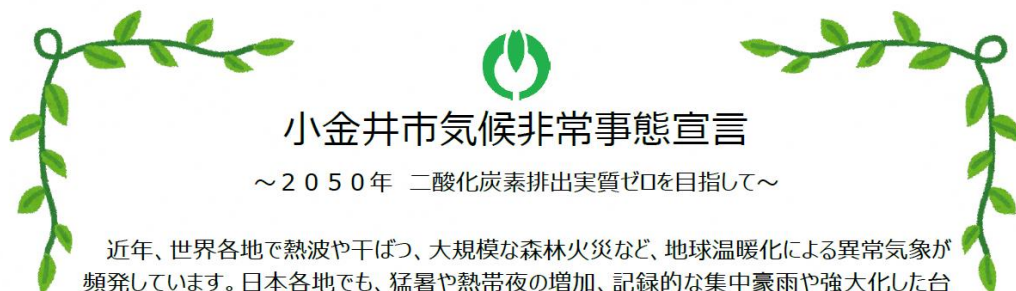 小金井市気候非常事態宣言
～２０５０年　二酸化炭素排出実質ゼロを目指して～
近年、世界各地で熱波や干ばつ、大規模な森林火災など、地球温暖化による異常気象が
頻発しています。日本各地でも、猛暑や熱帯夜の増加、記録的な集中豪雨や強大化した台